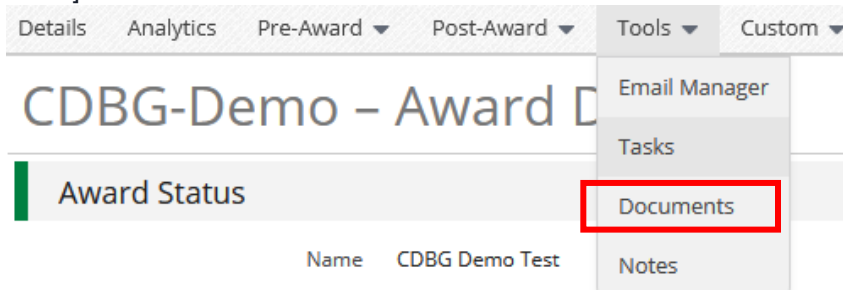 Details Analytics Pre-Award Post-Award Tools Custom
CDBG-Demo – Award D
Email Manager
Tasks
Award Status
Documents
Name CDBG Demo Test
Notes